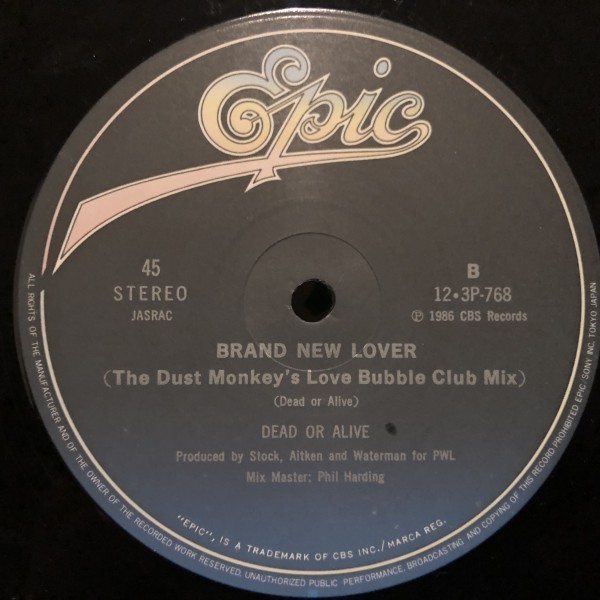 Epic
45
STEREO
JASRAC
B
12•3P-768
℗ 1986 CBS Records
BRAND NEW LOVER
(The Dust Monkey's Love Bubble Club Mix)
(Dead or Alive)
DEAD OR ALIVE
Produced by Stock, Aitken and Waterman for PWL
Mix Master: Phil Harding
"EPIC", IS A TRADEMARK OF CBS INC./MARCA REG.
ALL RIGHTS OF THE MANUFACTURER AND OF THE OWNER OF THE RECORDED WORK RESERVED. UNAUTHORIZED PUBLIC PERFORMANCE, BROADCASTING AND COPYING OF THIS RECORD PROHIBITED EPIC/SONY INC. TOKYO JAPAN